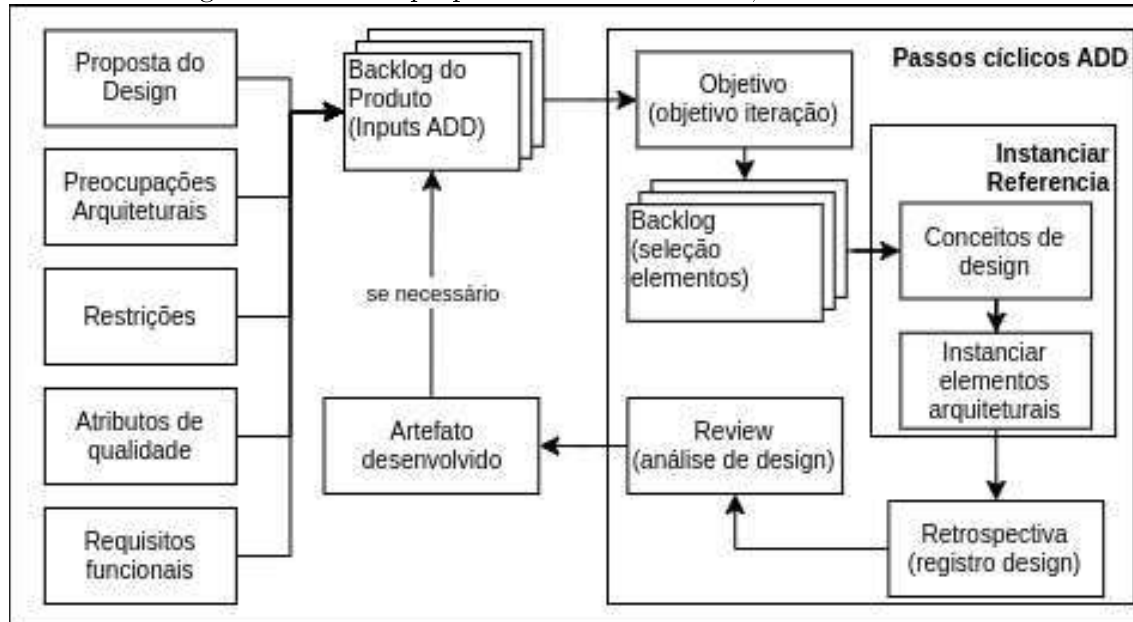 Proposta do
Design
Preocupações
Arquiteturais
Restrições
Atributos de
qualidade
Requisitos
funcionais
Backlog do
Produto
(Inputs ADD)
se necessário
Artefato
desenvolvido
Passos cíclicos ADD
Objetivo
(objetivo iteração)
Backlog
(seleção
elementos)
Instanciar
Referencia
Conceitos de
design
Instanciar
elementos
arquiteturais
Retrospectiva
(registro design)
Review
(análise de design)